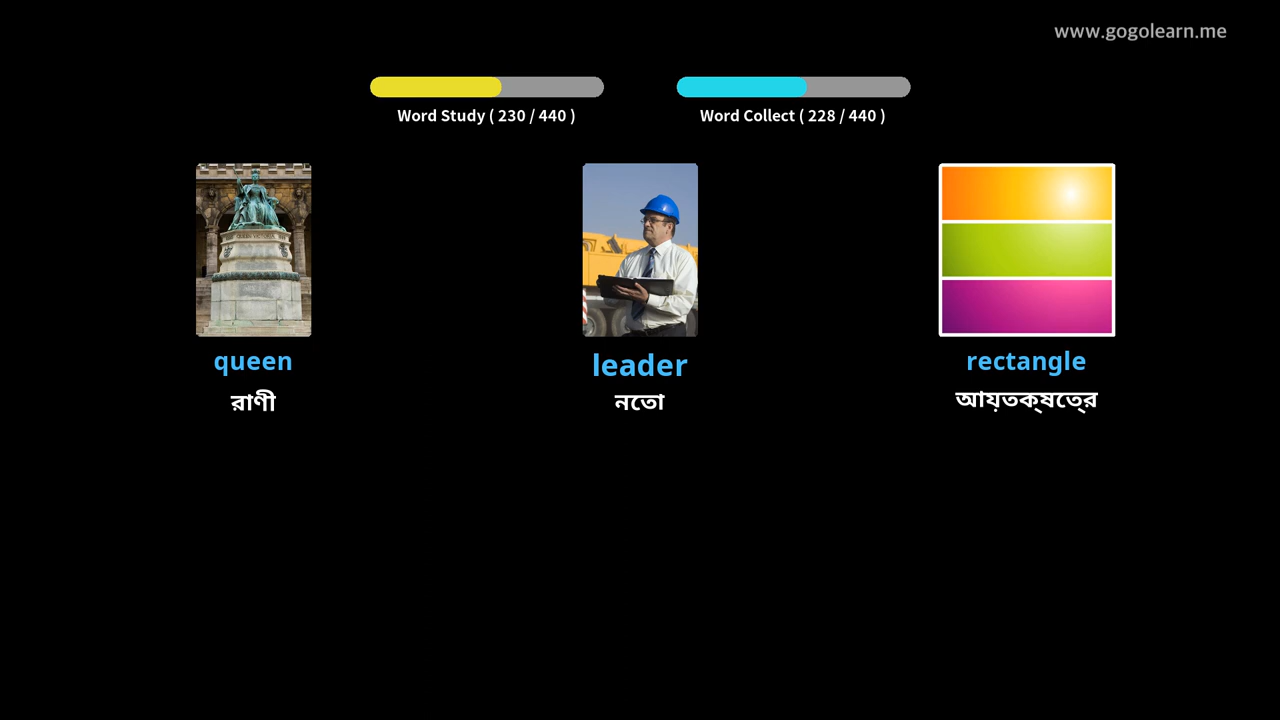 www.gogolearn.me
Word Study ( 230 / 440 )
Word Collect ( 228 / 440 )
queen
leader
rectangle
রাণী
নতো
আয়তক্‌ষতে্র